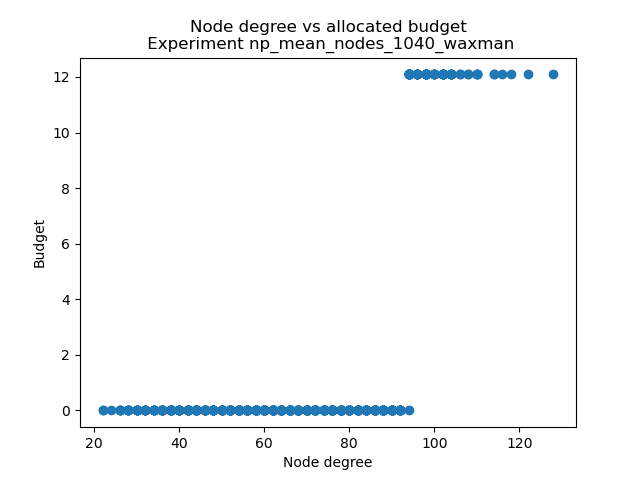 Node degree vs allocated budget
Experiment np_mean_nodes_1040_waxman
12
10
8
6
4
2
0
Budget
20 40 60 80 100 120
Node degree